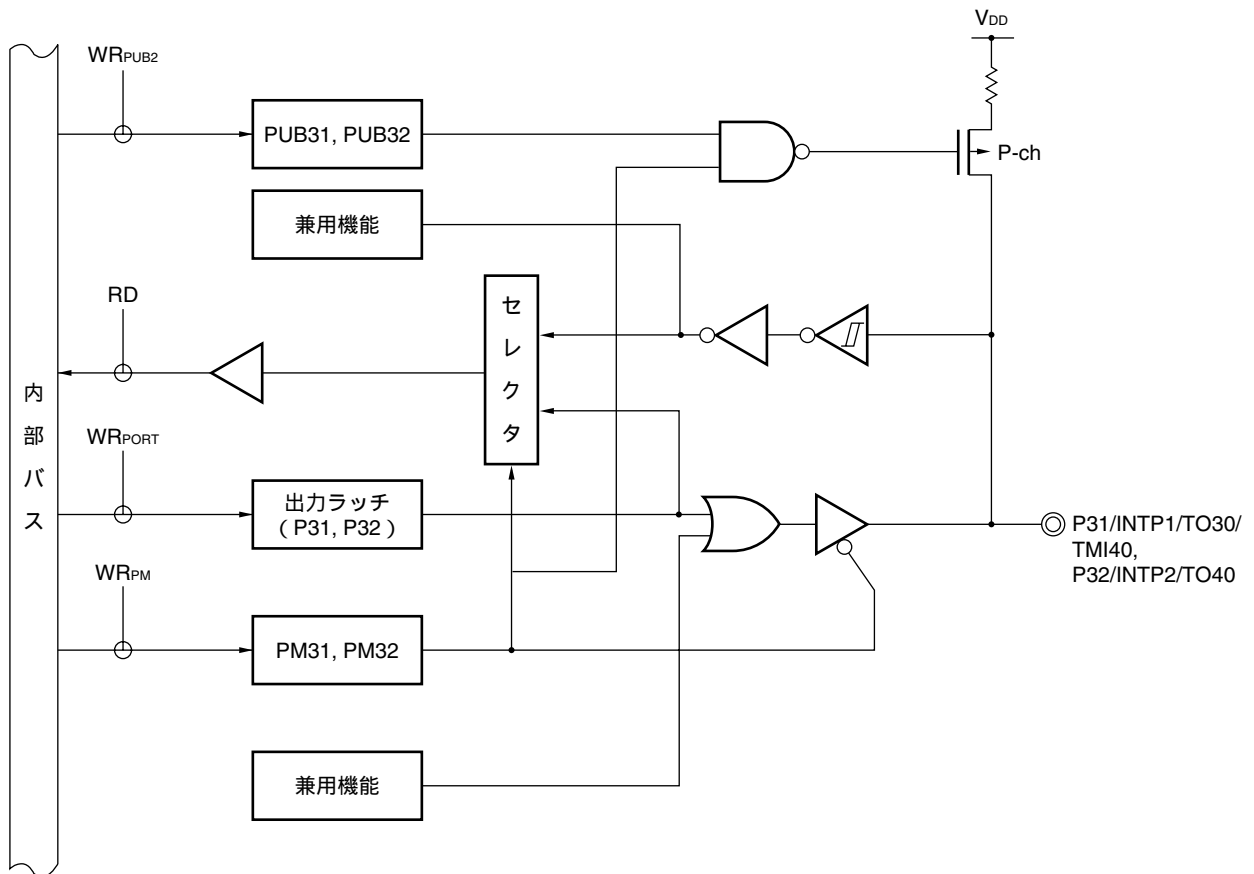 VDD
WRPUB2
PUB31, PUB32
P-ch
兼用機能
RD
セレクタ
内部バス
WRPORT
出力ラッチ
(P31, P32)
P31/INTP1/TO30/
TMI40,
P32/INTP2/TO40
WRPM
PM31, PM32
兼用機能